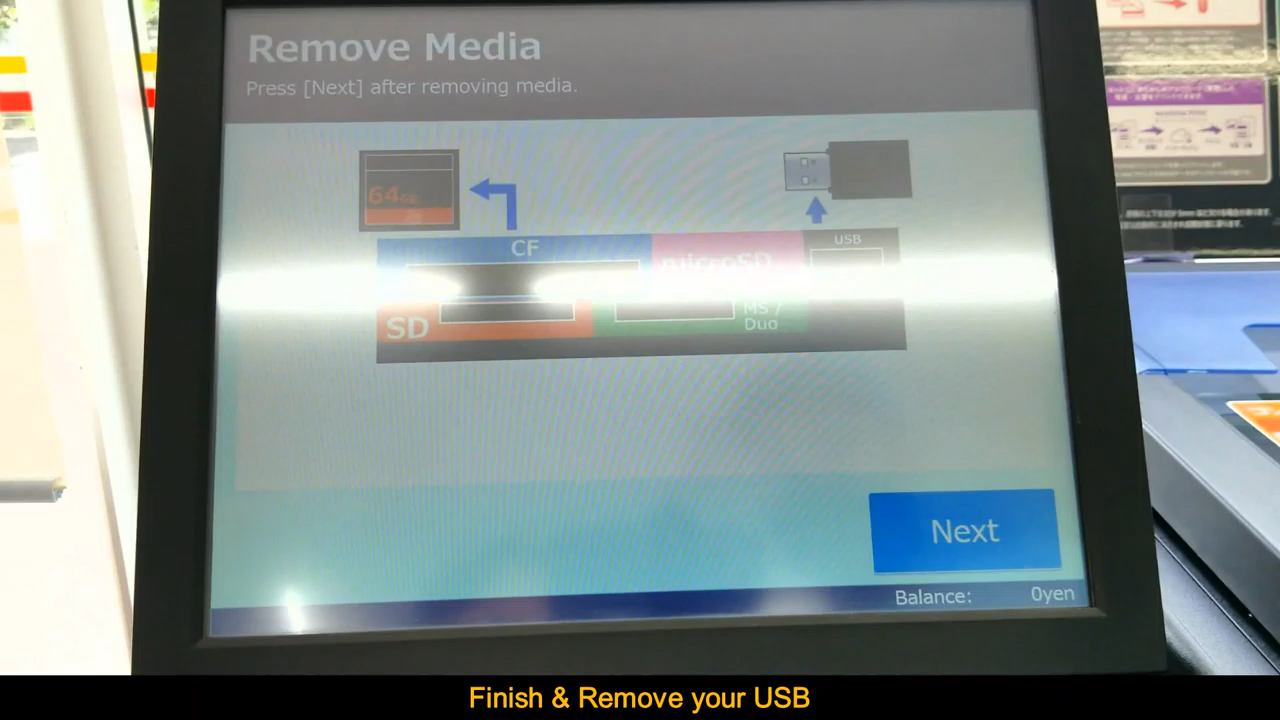 Remove Media
Press [Next] after removing media.
64GB
CF
microSD
USB
SD
Ms /
Duo
Next
Balance: 0yen
Finish & Remove your USB